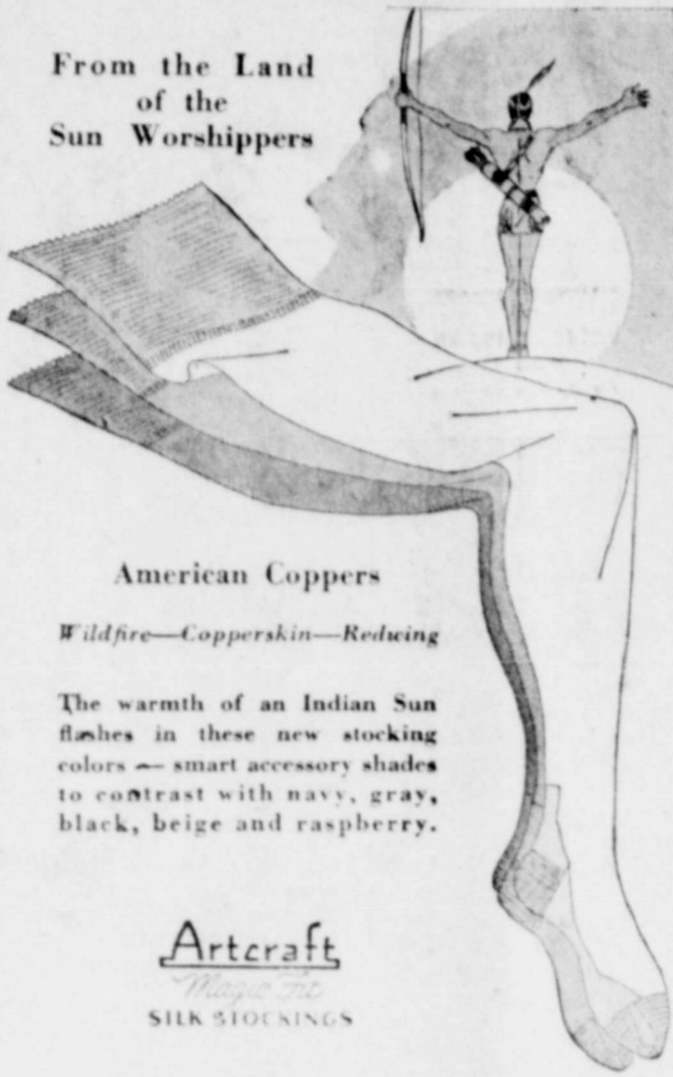 From the Land
of the
Sun Worshippers
American Coppers
Wildfire—Copperskin—Redwing
The warmth of an Indian Sun
flashes in these new stocking
colors — smart accessory shades
to contrast with navy, gray,
black, beige and raspberry.
Artcraft
Magic Fit
SILK STOCKINGS